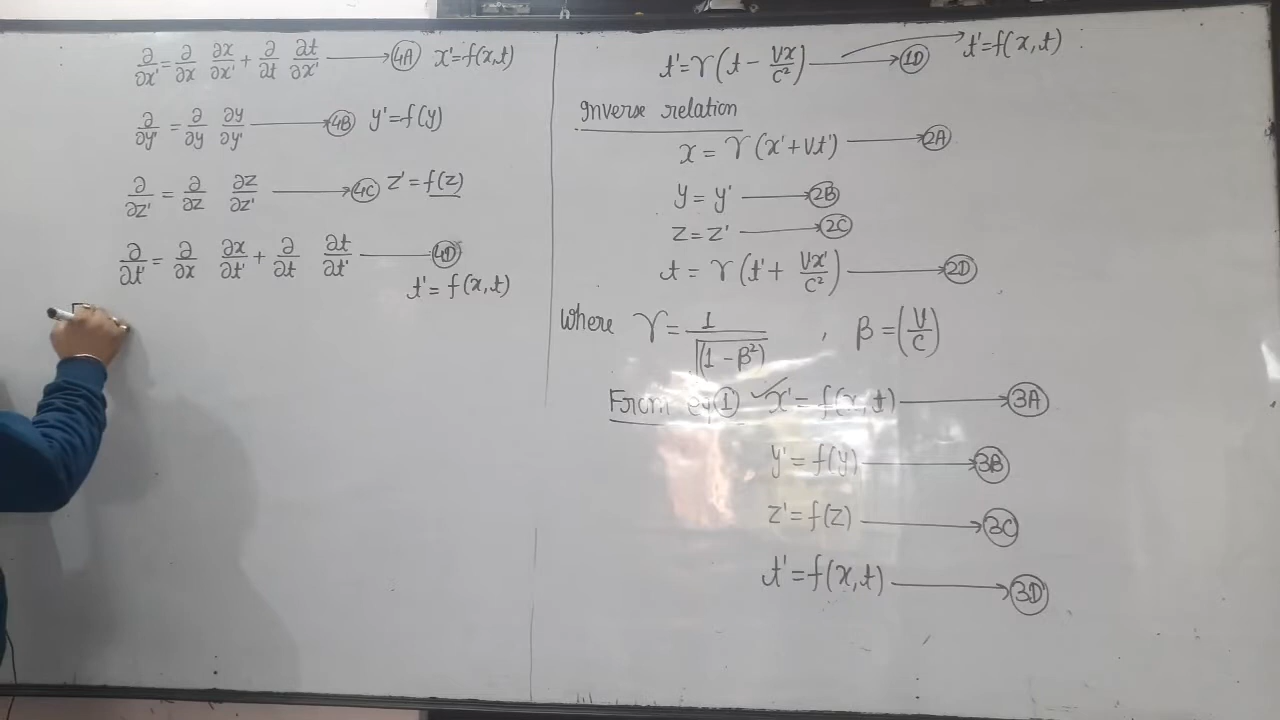 ∂/∂x' = ∂/∂x ∂x/∂x' + ∂/∂t ∂t/∂x' ⟶ (4A) x'=f(x,t)
∂/∂y' = ∂/∂y ∂y/∂y' ⟶ (4B) y'=f(y)
∂/∂z' = ∂/∂z ∂z/∂z' ⟶ (4C) z'=f(z)
∂/∂t' = ∂/∂x ∂x/∂t' + ∂/∂t ∂t/∂t' ⟶ (4D)
t'=f(x,t)
t'=γ(t - Vx/c²) ⟶ (1D) t'=f(x,t)
Inverse relation
x = γ(x'+Vt') ⟶ (2A)
y = y' ⟶ (2B)
z = z' ⟶ (2C)
t = γ(t' + Vx'/c²) ⟶ (2D)
Where γ = 1/√(1-β²) , β = (V/C)
From eq (1) ✓x' = f(x,t) ⟶ (3A)
y' = f(y) ⟶ (3B)
z' = f(z) ⟶ (3C)
t' = f(x,t) ⟶ (3D)